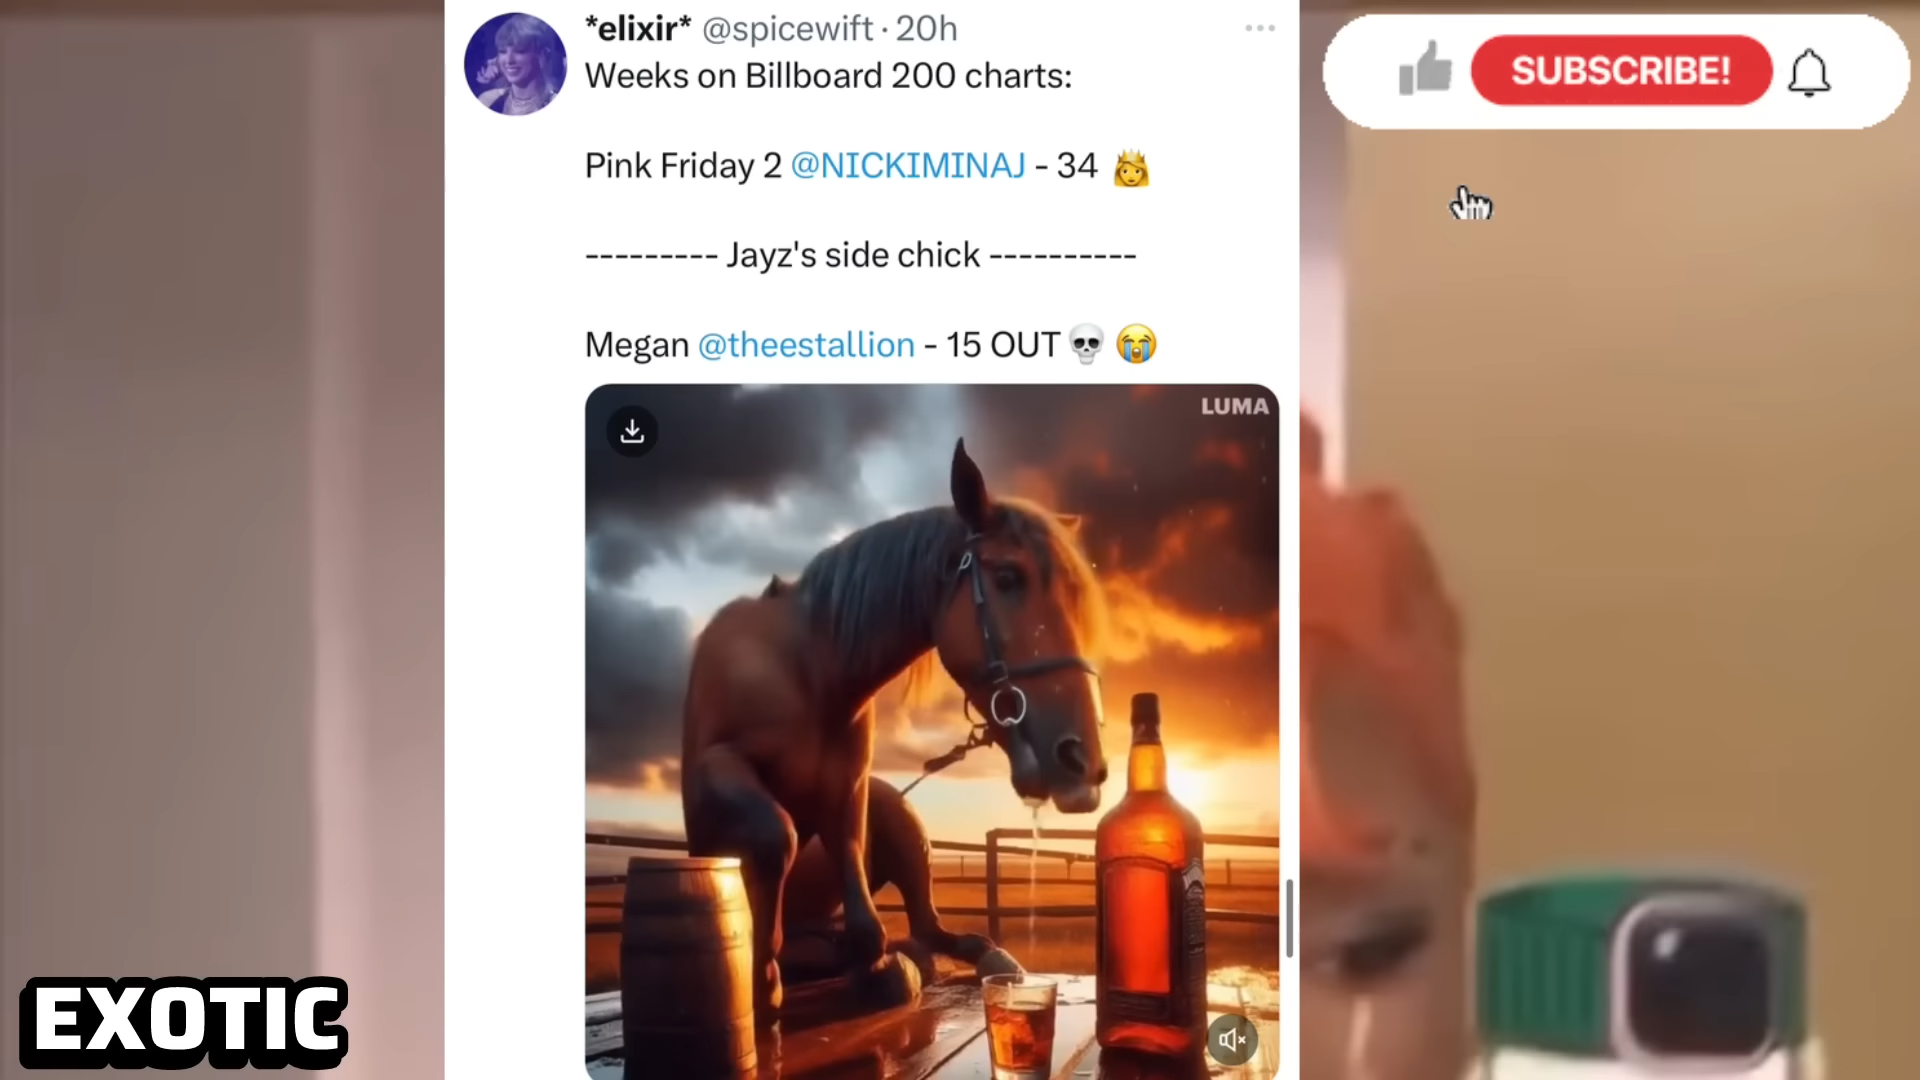 *elixir* @spicewift · 20h
Weeks on Billboard 200 charts:
Pink Friday 2 @NICKIMINAJ - 34 👸
--------- Jayz's side chick ----------
Megan @theestallion - 15 OUT💀😭
LUMA
SUBSCRIBE!
EXOTIC